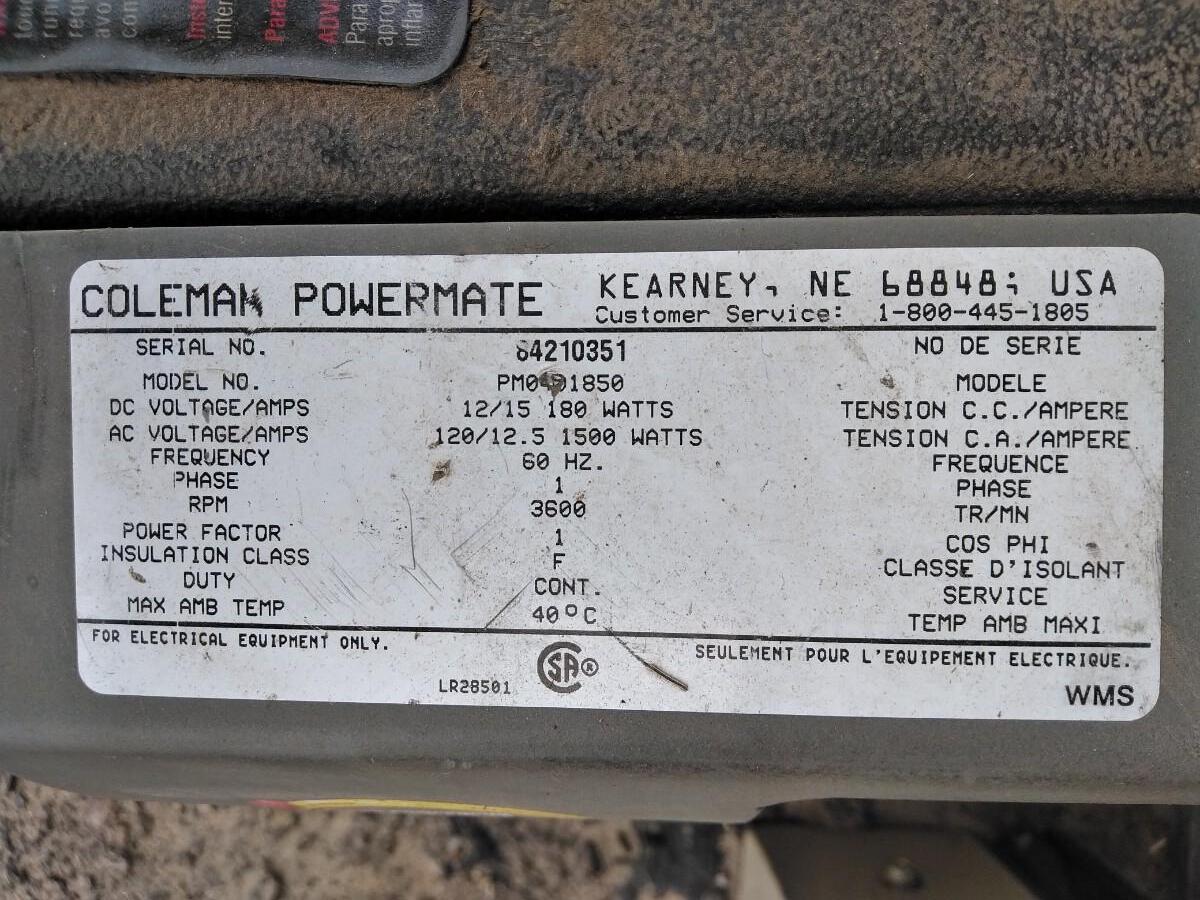 COLEMAN POWERMATE
KEARNEY, NE 68848; USA
Customer Service: 1-800-445-1805
SERIAL NO. 84210351 NO DE SERIE
MODEL NO. PM0401850 MODELE
DC VOLTAGE/AMPS 12/15 180 WATTS TENSION C.C./AMPERE
AC VOLTAGE/AMPS 120/12.5 1500 WATTS TENSION C.A./AMPERE
FREQUENCY 60 HZ. FREQUENCE
PHASE 1 PHASE
RPM 3600 TR/MN
POWER FACTOR 1 COS PHI
INSULATION CLASS F CLASSE D'ISOLANT
DUTY CONT. SERVICE
MAX AMB TEMP 40°C TEMP AMB MAXI
FOR ELECTRICAL EQUIPMENT ONLY.
SEULEMENT POUR L'EQUIPEMENT ELECTRIQUE.
LR28501
SA®
WMS